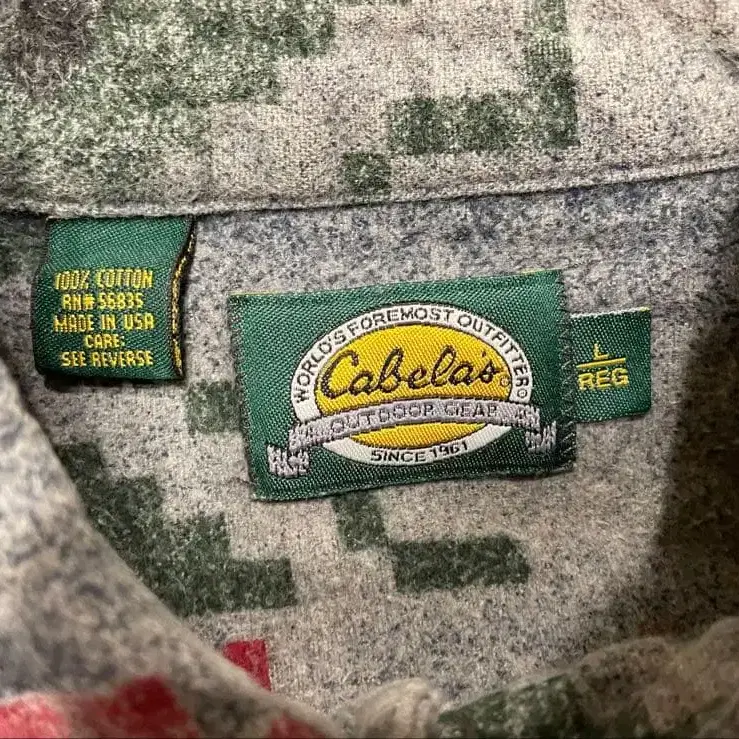 100% COTTON
RN# 56835
MADE IN USA
CARE:
SEE REVERSE
WORLD'S FOREMOST OUTFITTER®
Cabela's®
OUTDOOR GEAR
SINCE 1961
L
REG